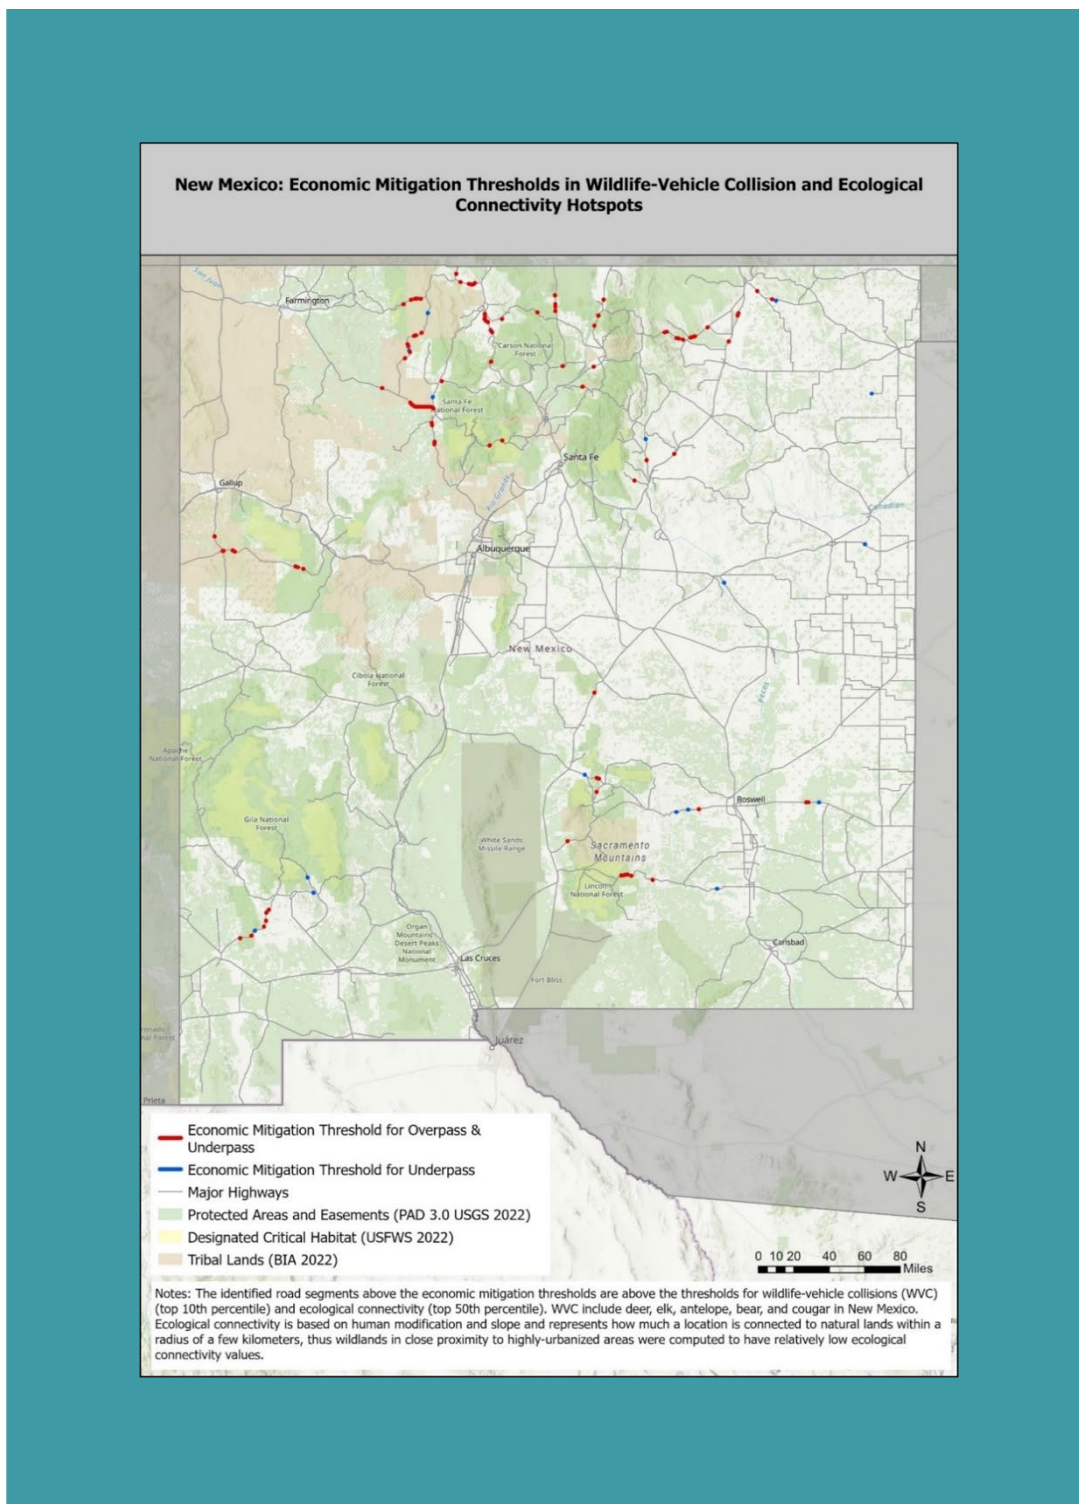 New Mexico: Economic Mitigation Thresholds in Wildlife-Vehicle Collision and Ecological
Connectivity Hotspots
San Juan
Farmington
Carson National
Forest
Santa Fe
National Forest
Santa Fe
Gallup
Rio Grande
Canadian
Albuquerque
New Mexico
Cibola National
Forest
Pecos
Apache
National Forest
Roswell
Gila National
Forest
White Sands
Missile Range
Sacramento
Mountains
Lincoln
National Forest
Organ
Mountains
Desert Peaks
National
Monument
Carlsbad
Las Cruces
Fort Bliss
Juárez
Prieta
Economic Mitigation Threshold for Overpass &
Underpass
Economic Mitigation Threshold for Underpass
Major Highways
Protected Areas and Easements (PAD 3.0 USGS 2022)
Designated Critical Habitat (USFWS 2022)
Tribal Lands (BIA 2022)
N
W E
S
0 10 20 40 60 80
Miles
Notes: The identified road segments above the economic mitigation thresholds are above the thresholds for wildlife-vehicle collisions (WVC)
(top 10th percentile) and ecological connectivity (top 50th percentile). WVC include deer, elk, antelope, bear, and cougar in New Mexico.
Ecological connectivity is based on human modification and slope and represents how much a location is connected to natural lands within a
radius of a few kilometers, thus wildlands in close proximity to highly-urbanized areas were computed to have relatively low ecological
connectivity values.